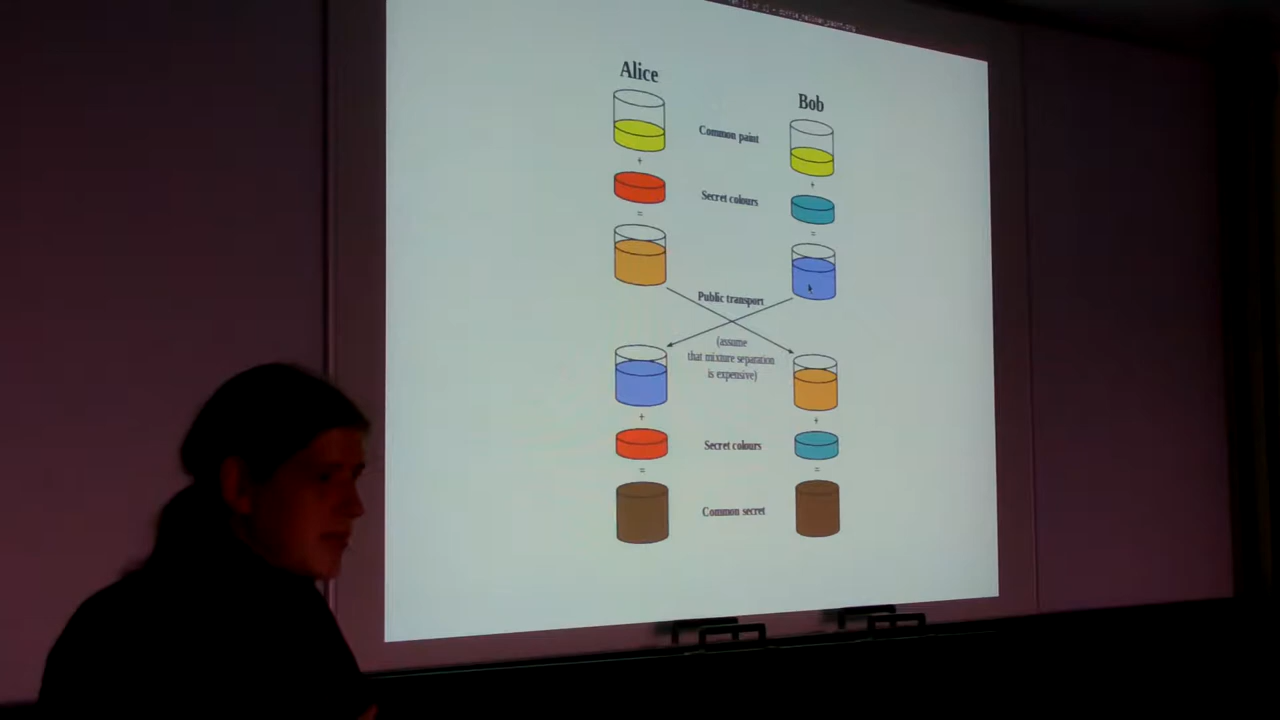 Alice
Bob
Common paint
+
+
Secret colours
=
=
Public transport
(assume
that mixture separation
is expensive)
+
+
Secret colours
=
=
Common secret